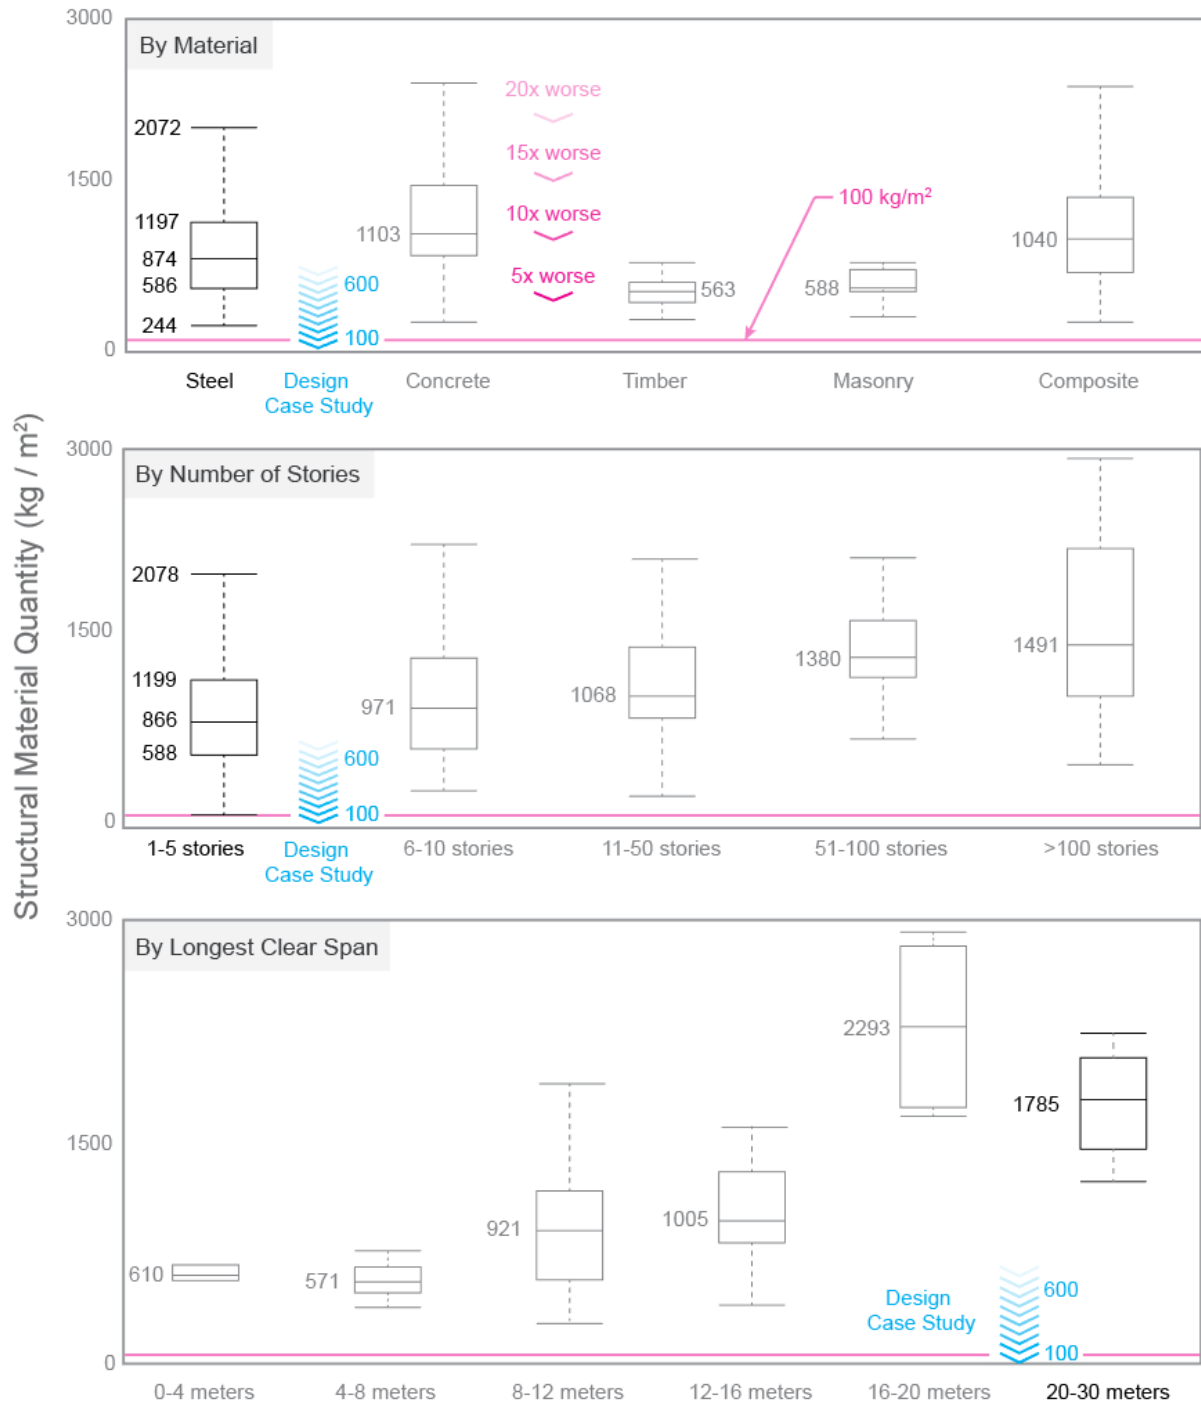 Structural Material Quantity (kg / m²)
3000
By Material
20x worse
2072
15x worse
1500
100 kg/m²
1197
10x worse
1103
1040
874
5x worse
586
600
563
588
244
100
0
Steel
Design
Case Study
Concrete
Timber
Masonry
Composite
3000
By Number of Stories
2078
1500
1199
866
588
971
1068
1380
1491
600
100
0
1-5 stories
Design
Case Study
6-10 stories
11-50 stories
51-100 stories
>100 stories
3000
By Longest Clear Span
2293
1785
1500
921
1005
610
571
Design
Case Study
600
100
0
0-4 meters
4-8 meters
8-12 meters
12-16 meters
16-20 meters
20-30 meters